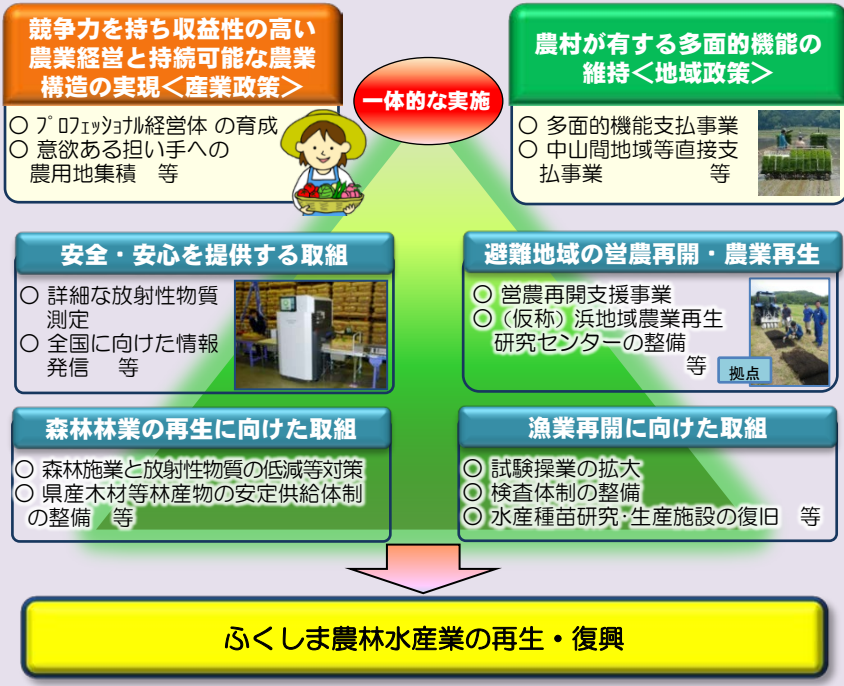 競争力を持ち収益性の高い
農業経営と持続可能な農業
構造の実現＜産業政策＞
○ ﾌﾟﾛﾌｪｯｼｮﾅﾙ経営体 の育成
○ 意欲ある担い手への
農用地集積　等
一体的な実施
農村が有する多面的機能の
維持＜地域政策＞
○ 多面的機能支払事業
○ 中山間地域等直接支
払事業　　　　　等
安全・安心を提供する取組
○ 詳細な放射性物質
測定
○ 全国に向けた情報
発信　等
避難地域の営農再開・農業再生
○ 営農再開支援事業
○ （仮称）浜地域農業再生
研究センターの整備
等
拠点
森林林業の再生に向けた取組
○ 森林施業と放射性物質の低減等対策
○ 県産木材等林産物の安定供給体制
の整備　等
漁業再開に向けた取組
○ 試験操業の拡大
○ 検査体制の整備
○ 水産種苗研究･生産施設の復旧　等
ふくしま農林水産業の再生・復興